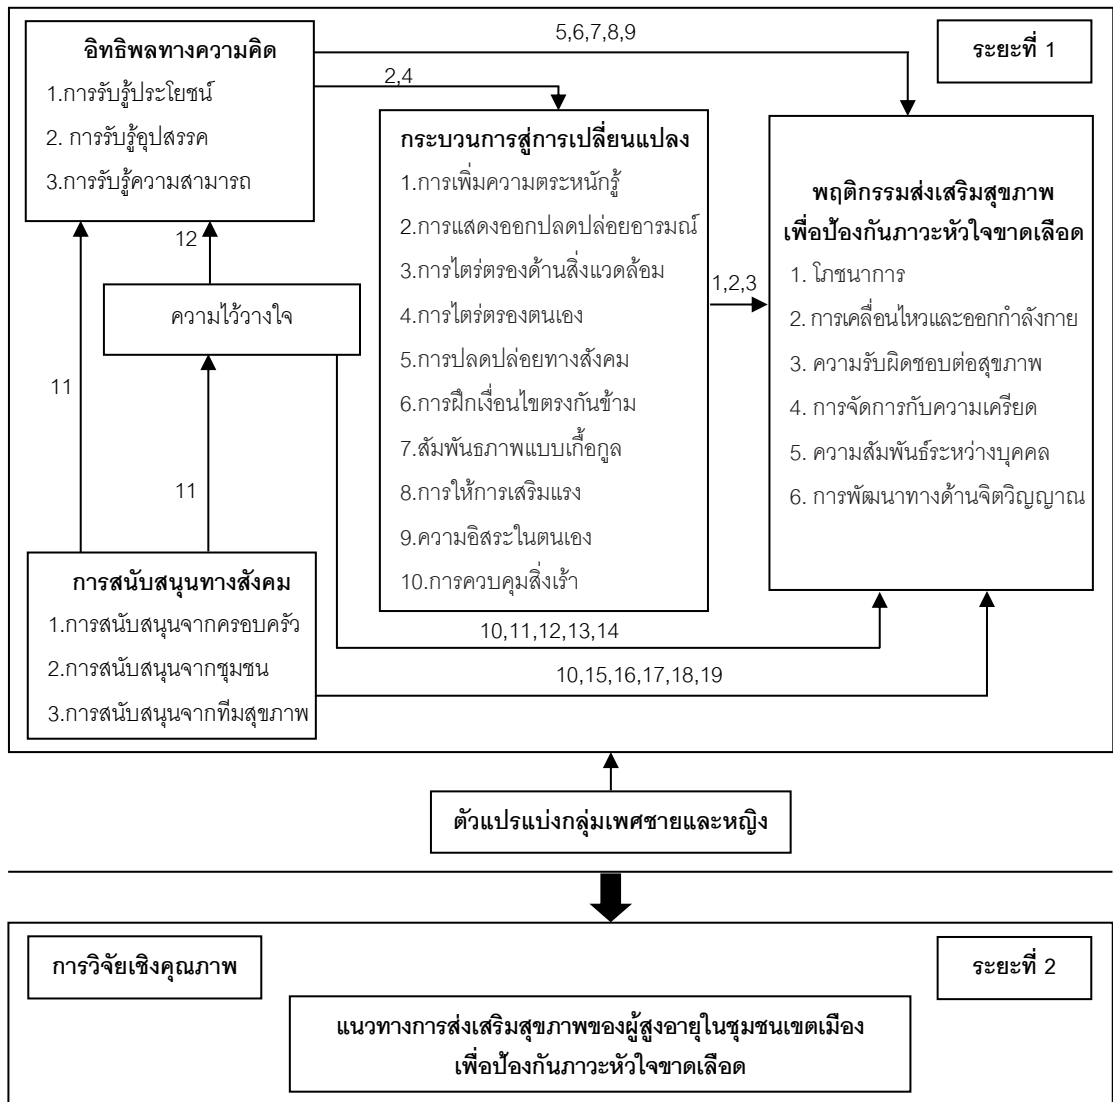 5,6,7,8,9
ระยะที่ 1
อิทธิพลทางความคิด
1.การรับรู้ประโยชน์
2. การรับรู้อุปสรรค
3.การรับรู้ความสามารถ
2,4
กระบวนการสู่การเปลี่ยนแปลง
1.การเพิ่มความตระหนักรู้
2.การแสดงออกปลดปล่อยอารมณ์
3.การไตร่ตรองด้านสิ่งแวดล้อม
4.การไตร่ตรองตนเอง
5.การปลดปล่อยทางสังคม
6.การฝึกเงื่อนไขตรงกันข้าม
7.สัมพันธภาพแบบเกื้อกูล
8.การให้การเสริมแรง
9.ความอิสระในตนเอง
10.การควบคุมสิ่งเร้า
1,2,3
พฤติกรรมส่งเสริมสุขภาพ
เพื่อป้องกันภาวะหัวใจขาดเลือด
1. โภชนาการ
2. การเคลื่อนไหวและออกกำลังกาย
3. ความรับผิดชอบต่อสุขภาพ
4. การจัดการกับความเครียด
5. ความสัมพันธ์ระหว่างบุคคล
6. การพัฒนาทางด้านจิตวิญญาณ
12
ความไว้วางใจ
11
11
การสนับสนุนทางสังคม
1.การสนับสนุนจากครอบครัว
2.การสนับสนุนจากชุมชน
3.การสนับสนุนจากทีมสุขภาพ
10,11,12,13,14
10,15,16,17,18,19
ตัวแปรแบ่งกลุ่มเพศชายและหญิง
การวิจัยเชิงคุณภาพ
ระยะที่ 2
แนวทางการส่งเสริมสุขภาพของผู้สูงอายุในชุมชนเขตเมือง
เพื่อป้องกันภาวะหัวใจขาดเลือด